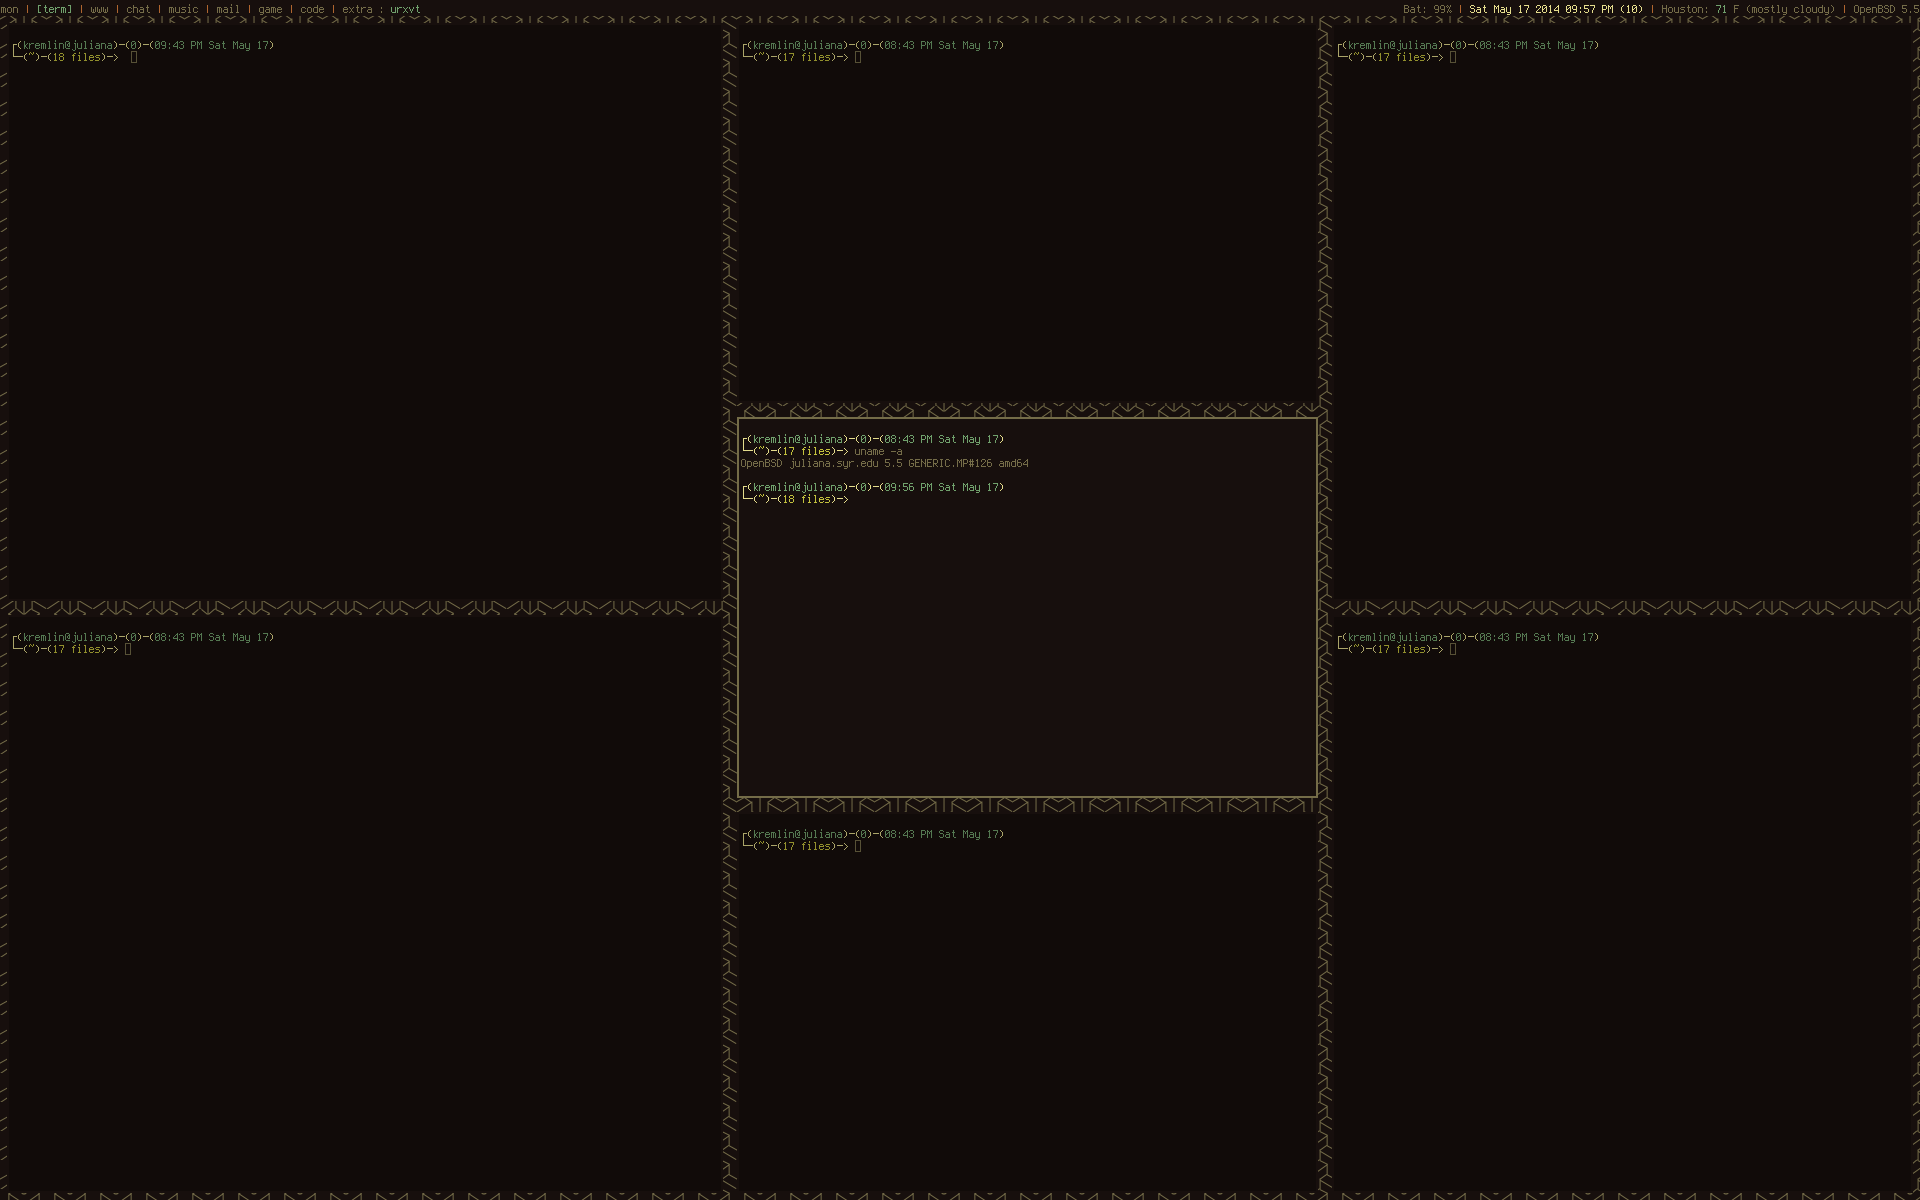 mon | [term] | www | chat | music | mail | game | code | extra : urxvt
Bat: 99% | Sat May 17 2014 09:57 PM (10) | Houston: 71 F (mostly cloudy) | OpenBSD 5.5
┌(kremlin@juliana)─(0)─(09:43 PM Sat May 17)
└─(~)─(18 files)─>
┌(kremlin@juliana)─(0)─(08:43 PM Sat May 17)
└─(~)─(17 files)─>
┌(kremlin@juliana)─(0)─(08:43 PM Sat May 17)
└─(~)─(17 files)─>
┌(kremlin@juliana)─(0)─(08:43 PM Sat May 17)
└─(~)─(17 files)─> uname -a
OpenBSD juliana.syr.edu 5.5 GENERIC.MP#126 amd64
┌(kremlin@juliana)─(0)─(09:56 PM Sat May 17)
└─(~)─(18 files)─>
┌(kremlin@juliana)─(0)─(08:43 PM Sat May 17)
└─(~)─(17 files)─>
┌(kremlin@juliana)─(0)─(08:43 PM Sat May 17)
└─(~)─(17 files)─>
┌(kremlin@juliana)─(0)─(08:43 PM Sat May 17)
└─(~)─(17 files)─>